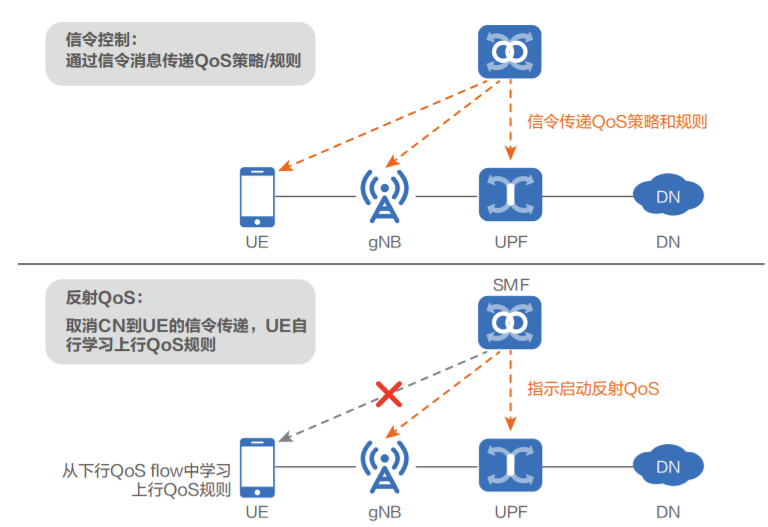 信令控制：
通过信令消息传递QoS策略/规则
信令传递QoS策略和规则
DN
UE
gNB
UPF
DN
反射QoS：
取消CN到UE的信令传递，UE自
行学习上行QoS规则
SMF
指示启动反射QoS
从下行QoS flow中学习
上行QoS规则
DN
UE
gNB
UPF
DN